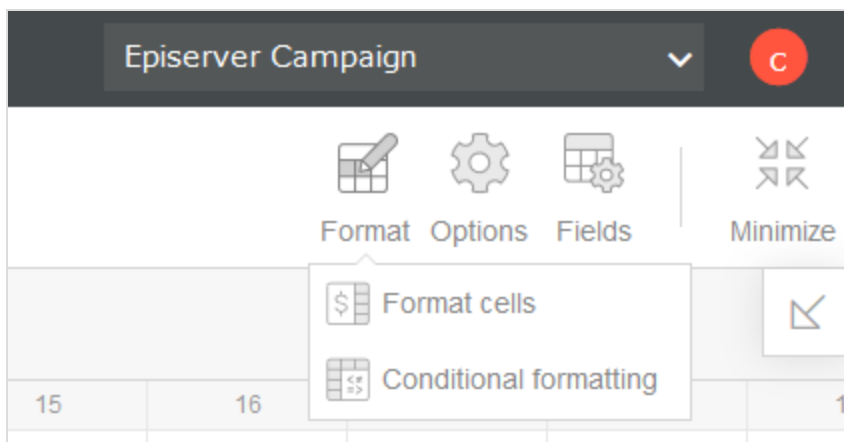 Episerver Campaign
C
Format Options Fields Minimize
Format cells
Conditional formatting
15 16